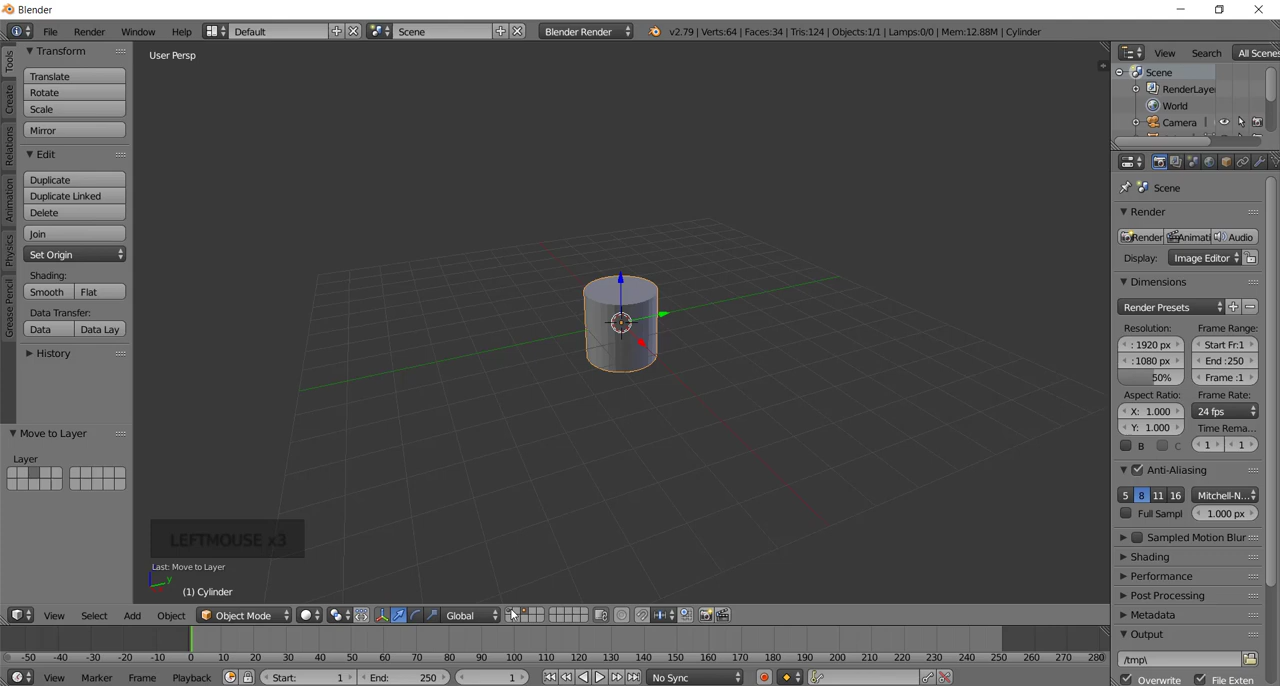 Blender
File Render Window Help Default Scene Blender Render v2.79 | Verts:64 | Faces:34 | Tris:124 | Objects:1/1 | Lamps:0/0 | Mem:12.88M | Cylinder
Tools
Create
Relations
Animation
Physics
Grease Pencil
Transform
Translate
Rotate
Scale
Mirror
Edit
Duplicate
Duplicate Linked
Delete
Join
Set Origin
Shading:
Smooth Flat
Data Transfer:
Data Data Lay
History
Move to Layer
Layer
User Persp
LEFTMOUSE x3
Last: Move to Layer
y
(1) Cylinder
View Select Add Object Object Mode Global
-50 -40 -30 -20 -10 0 10 20 30 40 50 60 70 80 90 100 110 120 130 140 150 160 170 180 190 200 210 220 230 240 250 260 270 280
View Marker Frame Playback Start: 1 End: 250 1 No Sync
View Search All Scenes
Scene
RenderLaye
World
Camera
Scene
Render
Render Animati Audio
Display: Image Editor
Dimensions
Render Presets
Resolution: Frame Range:
: 1920 px Start Fr:1
:1080 px End :250
50% Frame :1
Aspect Ratio: Frame Rate:
X: 1.000 24 fps
Y: 1.000 Time Rema...
B C 1 1
Anti-Aliasing
5 8 11 16 Mitchell-N...
Full Sampl 1.000 px
Sampled Motion Blur
Shading
Performance
Post Processing
Metadata
Output
/tmp\
Overwrite File Exten